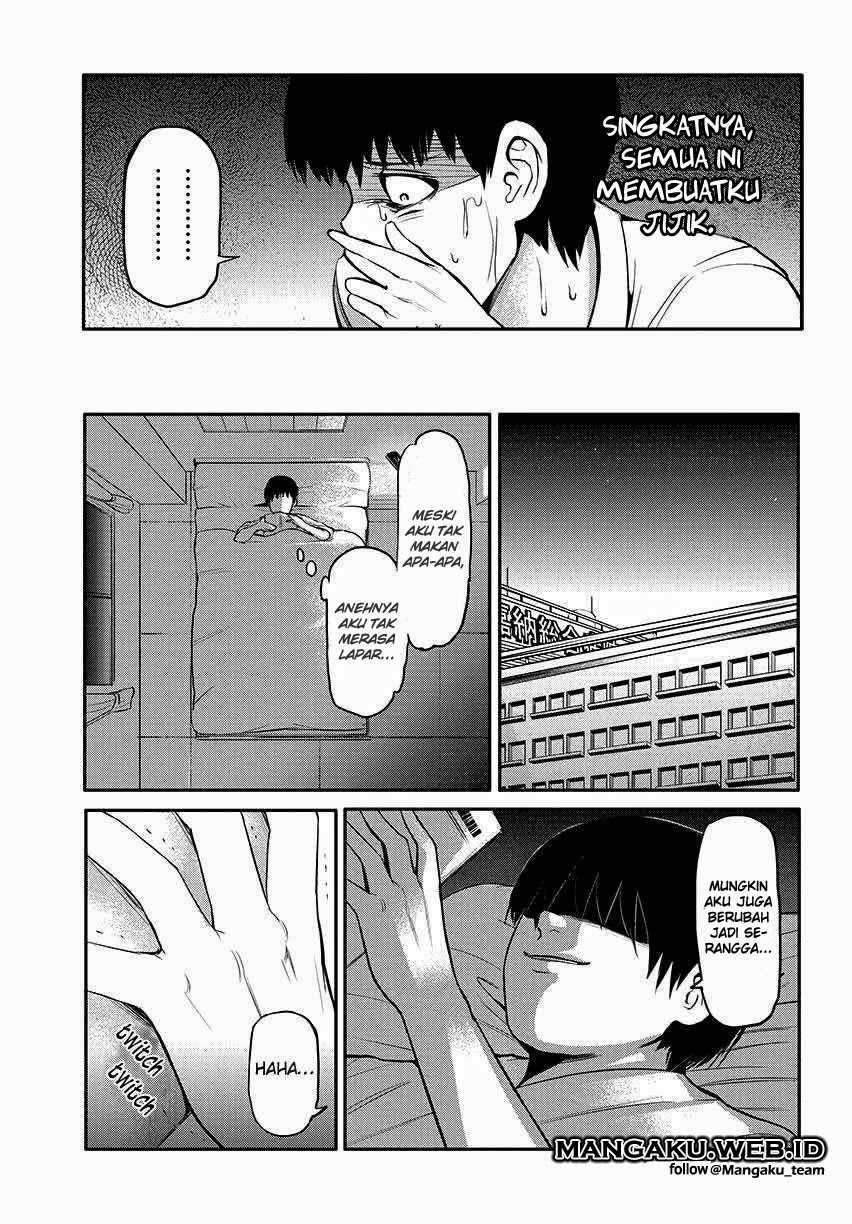 SINGKATNYA,
SEMUA INI
MEMBUATKU
JIJIK.
MESKI
AKU TAK
MAKAN
APA-APA,
ANEHNYA
AKU TAK
MERASA
LAPAR...
MUNGKIN
AKU JUGA
BERUBAH
JADI SE-
RANGGA...
HAHA...
twitch
twitch
MANGAKU.WEB.ID
follow @Mangaku_team